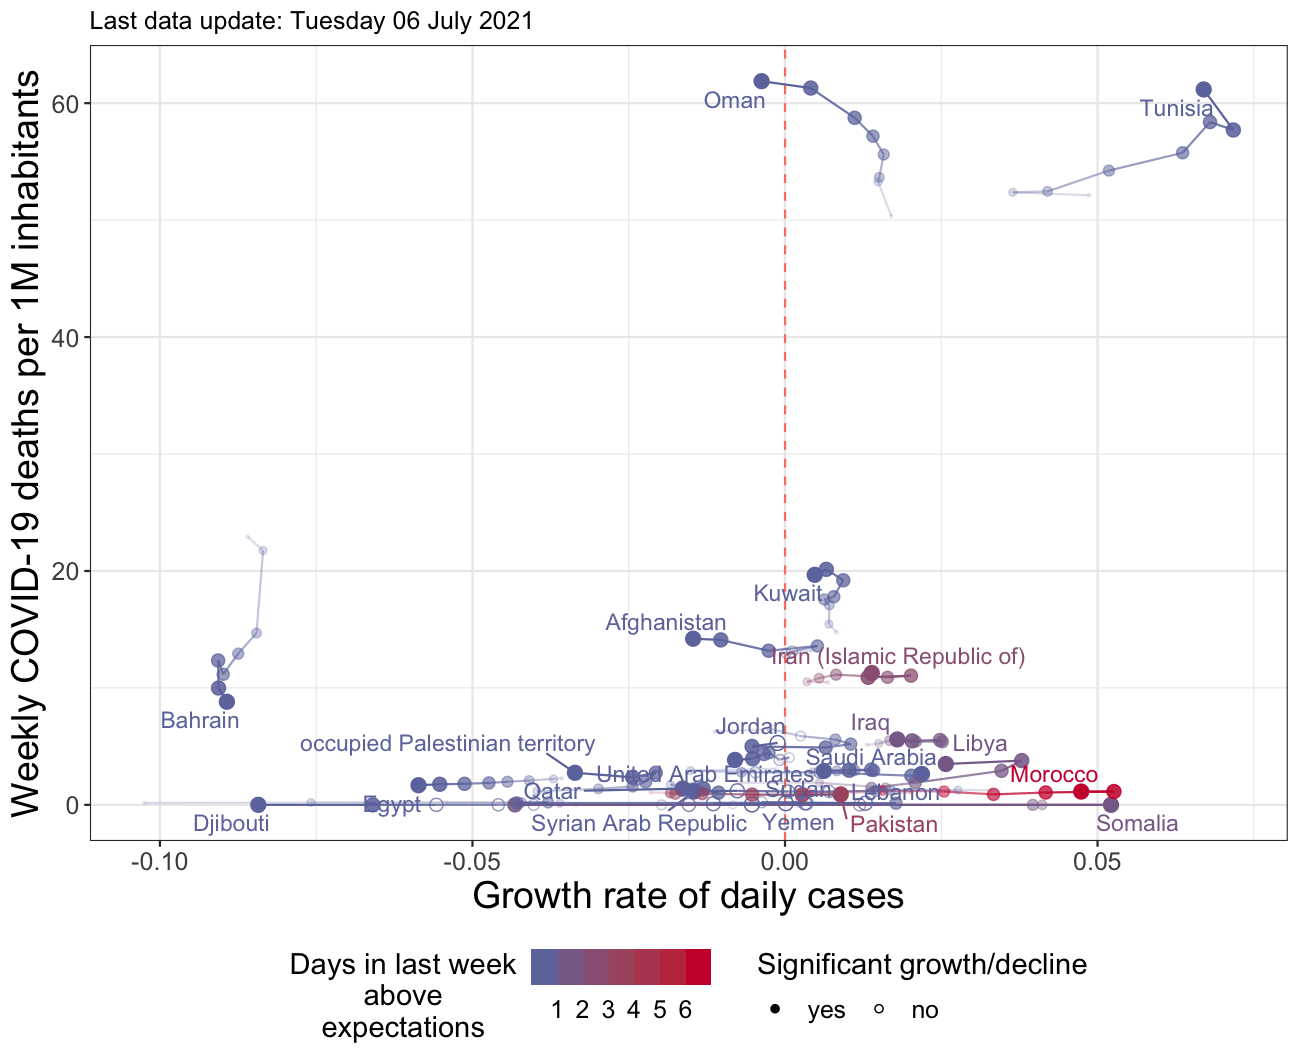 Last data update: Tuesday 06 July 2021
Weekly COVID-19 deaths per 1M inhabitants
60
40
20
0
Oman
Tunisia
Kuwait
Afghanistan
Iran (Islamic Republic of)
Bahrain
Jordan
Iraq
occupied Palestinian territory
Libya
Saudi Arabia
United Arab Emirates
Morocco
Qatar
Sudan
Lebanon
Egypt
Djibouti
Syrian Arab Republic
Yemen
Pakistan
Somalia
-0.10
-0.05
0.00
0.05
Growth rate of daily cases
Days in last week
above
expectations
1 2 3 4 5 6
Significant growth/decline
yes
no